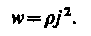 w = ρj².